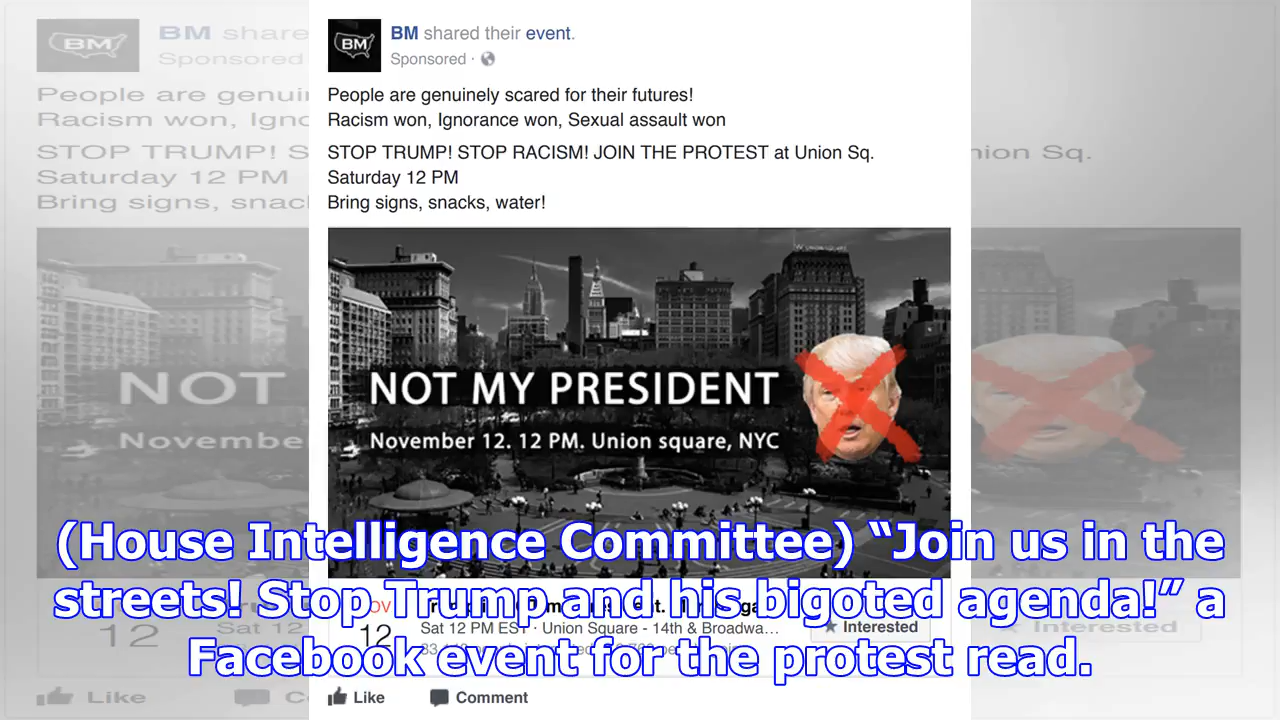 BM
BM shared their event.
Sponsored
People are genuinely scared for their futures!
Racism won, Ignorance won, Sexual assault won
STOP TRUMP! STOP RACISM! JOIN THE PROTEST at Union Sq.
Saturday 12 PM
Bring signs, snacks, water!
NOT MY PRESIDENT
November 12. 12 PM. Union square, NYC
(House Intelligence Committee) “Join us in the
streets! Stop Trump and his bigoted agenda!” a
Facebook event for the protest read.
12
Sat 12 PM EST · Union Square - 14th & Broadwa…
Interested
Like
Comment